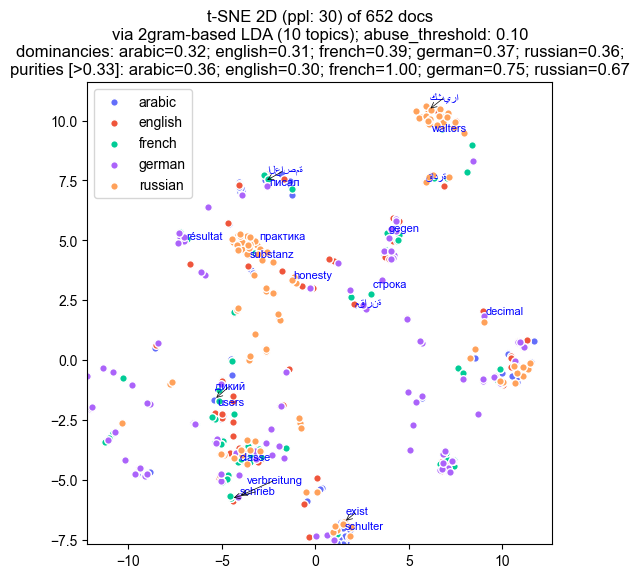 t-SNE 2D (ppl: 30) of 652 docs
via 2gram-based LDA (10 topics); abuse_threshold: 0.10
dominancies: arabic=0.32; english=0.31; french=0.39; german=0.37; russian=0.36;
purities [>0.33]: arabic=0.36; english=0.30; french=1.00; german=0.75; russian=0.67
arabic
english
french
german
russian
10.0
7.5
5.0
2.5
0.0
−2.5
−5.0
−7.5
كثيرا
walters
العاصمة
писал
قادرة
gegen
résultat
практика
substanz
honesty
строка
مقارنة
decimal
дикий
users
classe
verbreitung
schrieb
exist
schulter
−10
−5
0
5
10